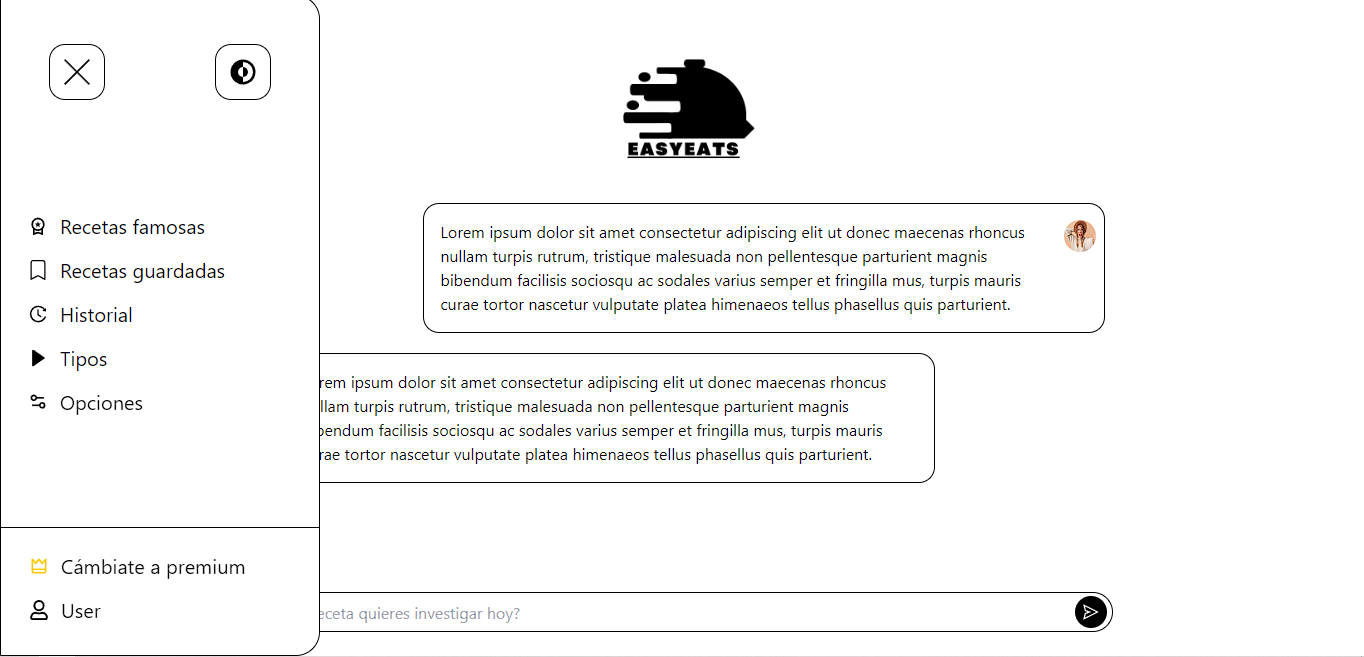 EASYEATS
Recetas famosas
Recetas guardadas
Historial
Tipos
Opciones
Cámbiate a premium
User
Lorem ipsum dolor sit amet consectetur adipiscing elit ut donec maecenas rhoncus
nullam turpis rutrum, tristique malesuada non pellentesque parturient magnis
bibendum facilisis sociosqu ac sodales varius semper et fringilla mus, turpis mauris
curae tortor nascetur vulputate platea himenaeos tellus phasellus quis parturient.
rem ipsum dolor sit amet consectetur adipiscing elit ut donec maecenas rhoncus
llam turpis rutrum, tristique malesuada non pellentesque parturient magnis
bendum facilisis sociosqu ac sodales varius semper et fringilla mus, turpis mauris
rae tortor nascetur vulputate platea himenaeos tellus phasellus quis parturient.
eceta quieres investigar hoy?